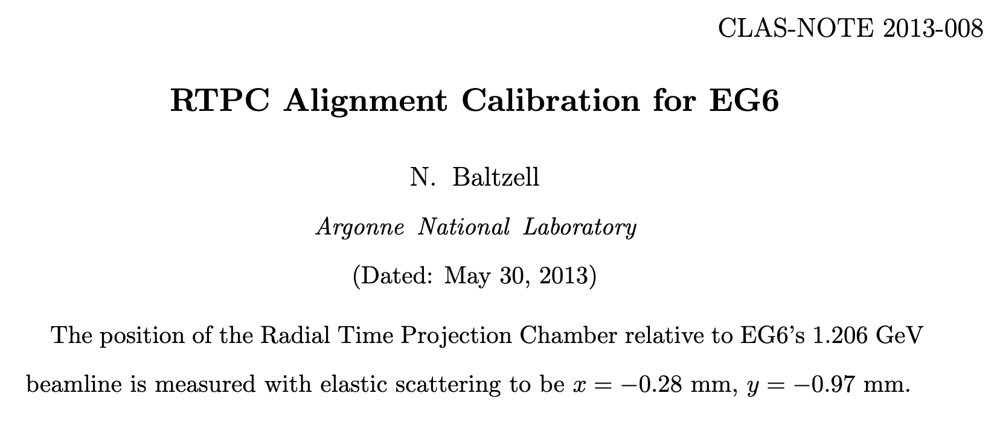 CLAS-NOTE 2013-008
RTPC Alignment Calibration for EG6
N. Baltzell
Argonne National Laboratory
(Dated: May 30, 2013)
The position of the Radial Time Projection Chamber relative to EG6's 1.206 GeV
beamline is measured with elastic scattering to be x = −0.28 mm, y = −0.97 mm.